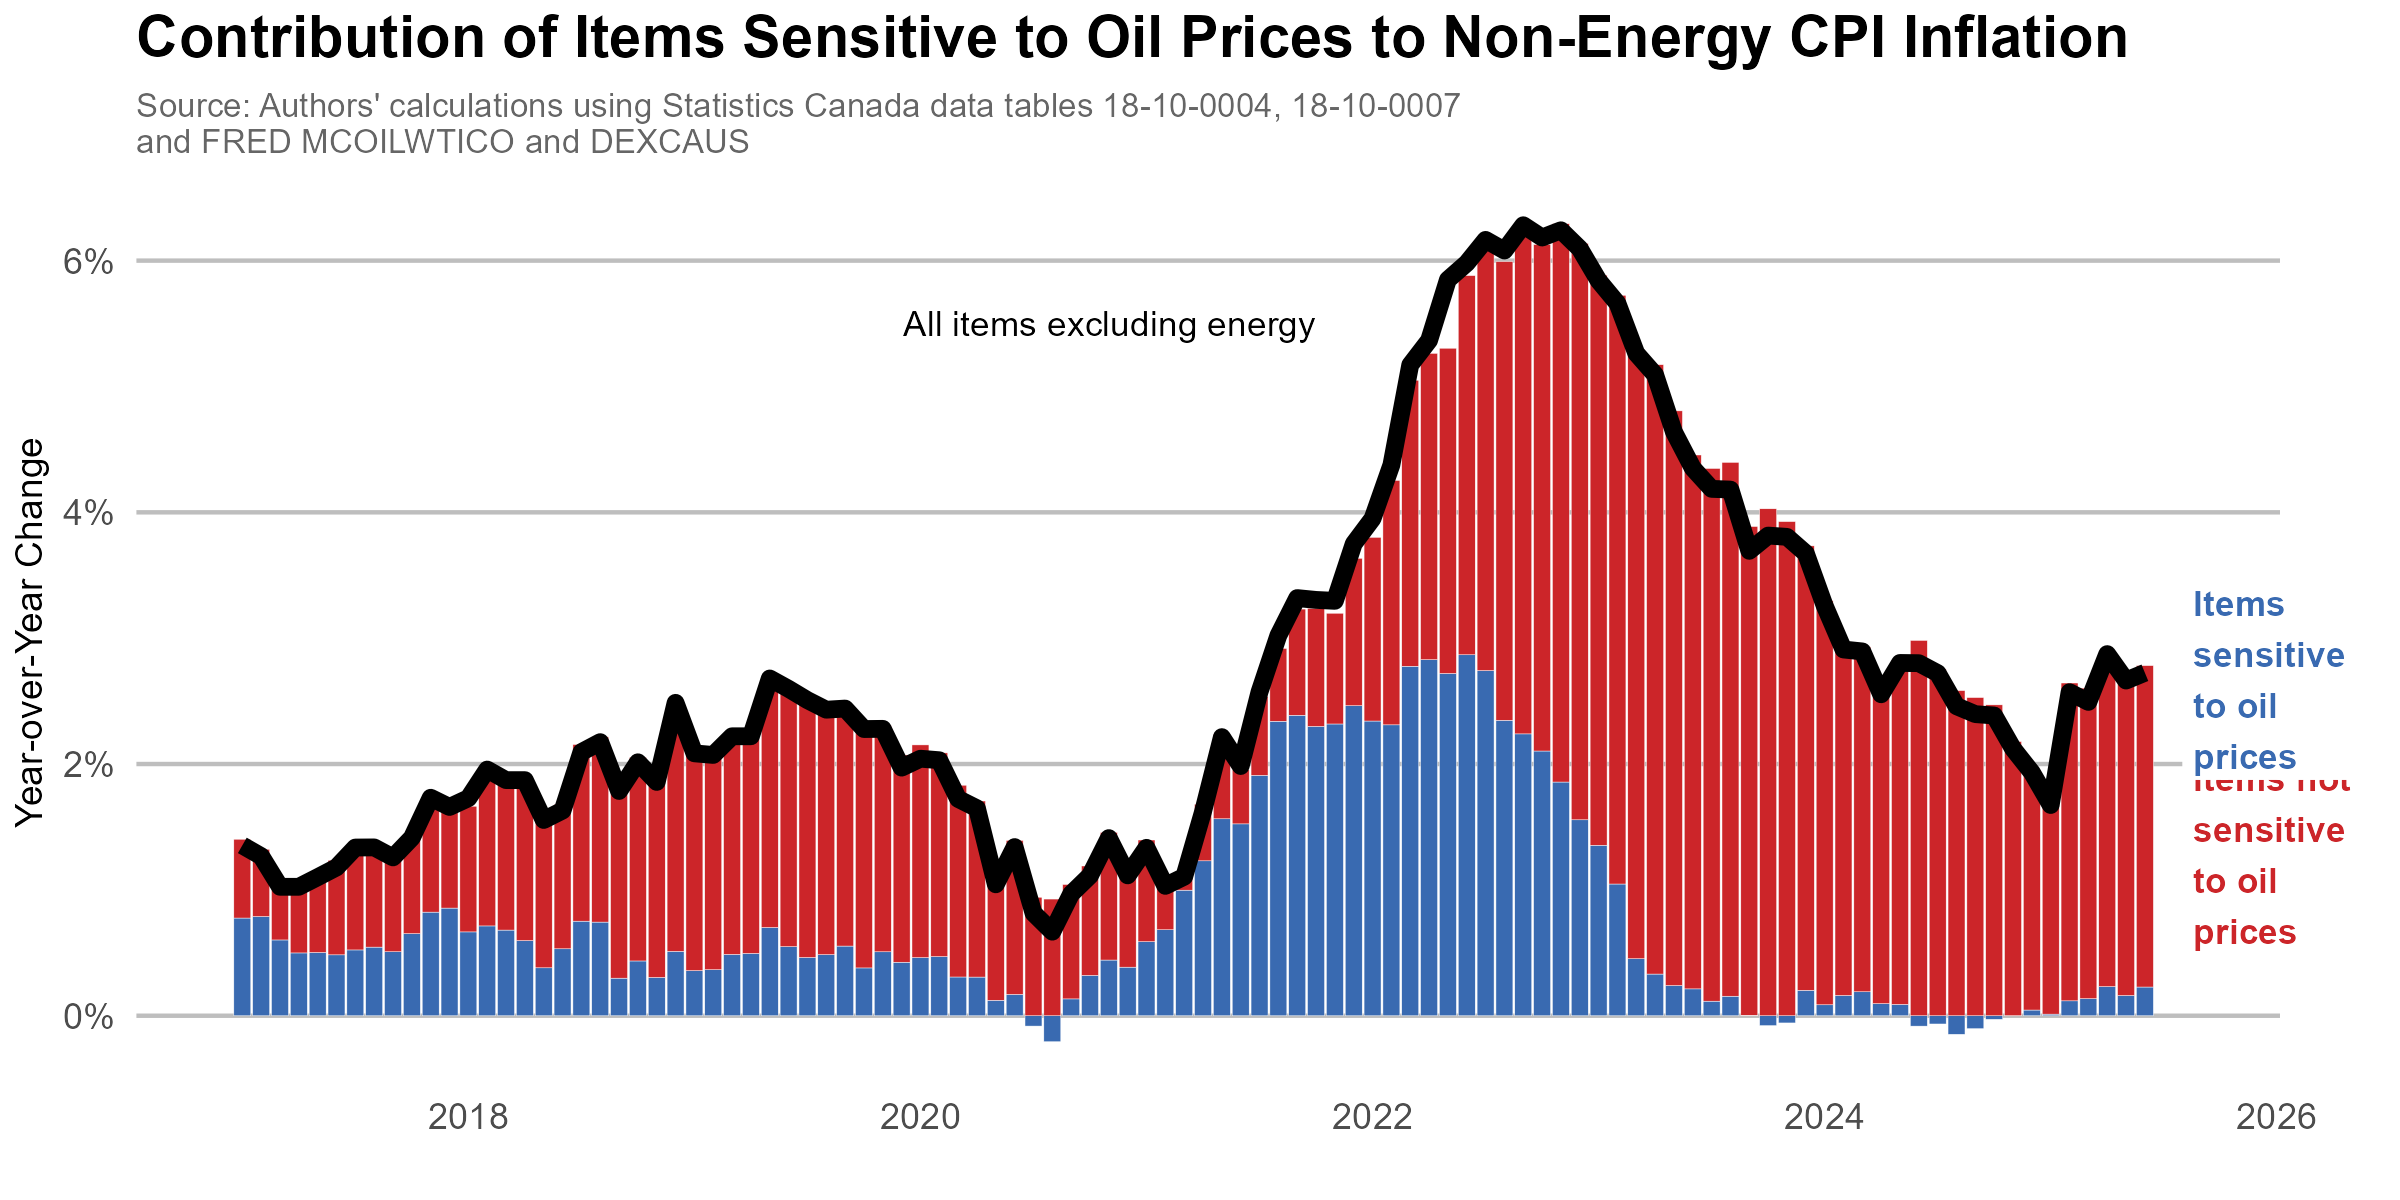 Contribution of Items Sensitive to Oil Prices to Non-Energy CPI Inflation
Source: Authors' calculations using Statistics Canada data tables 18-10-0004, 18-10-0007
and FRED MCOILWTICO and DEXCAUS
Year-over-Year Change
6%
4%
2%
0%
All items excluding energy
Items
sensitive
to oil
prices
Items not
sensitive
to oil
prices
2018
2020
2022
2024
2026